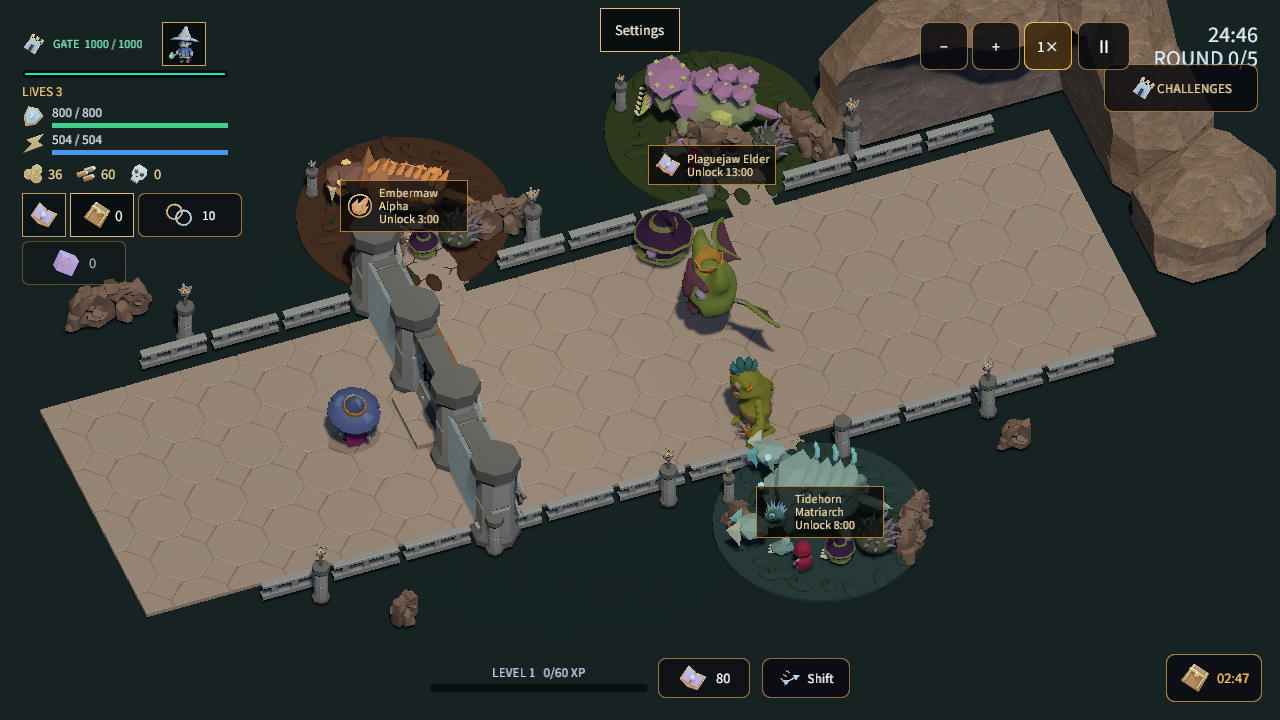 GATE 1000 / 1000
LIVES 3
800 / 800
504 / 504
36
60
0
0
10
0
Settings
−
+
1×
24:46
ROUND 0/5
CHALLENGES
Embermaw
Alpha
Unlock 3:00
Plaguejaw Elder
Unlock 13:00
Tidehorn
Matriarch
Unlock 8:00
LEVEL 1 0/60 XP
80
Shift
02:47